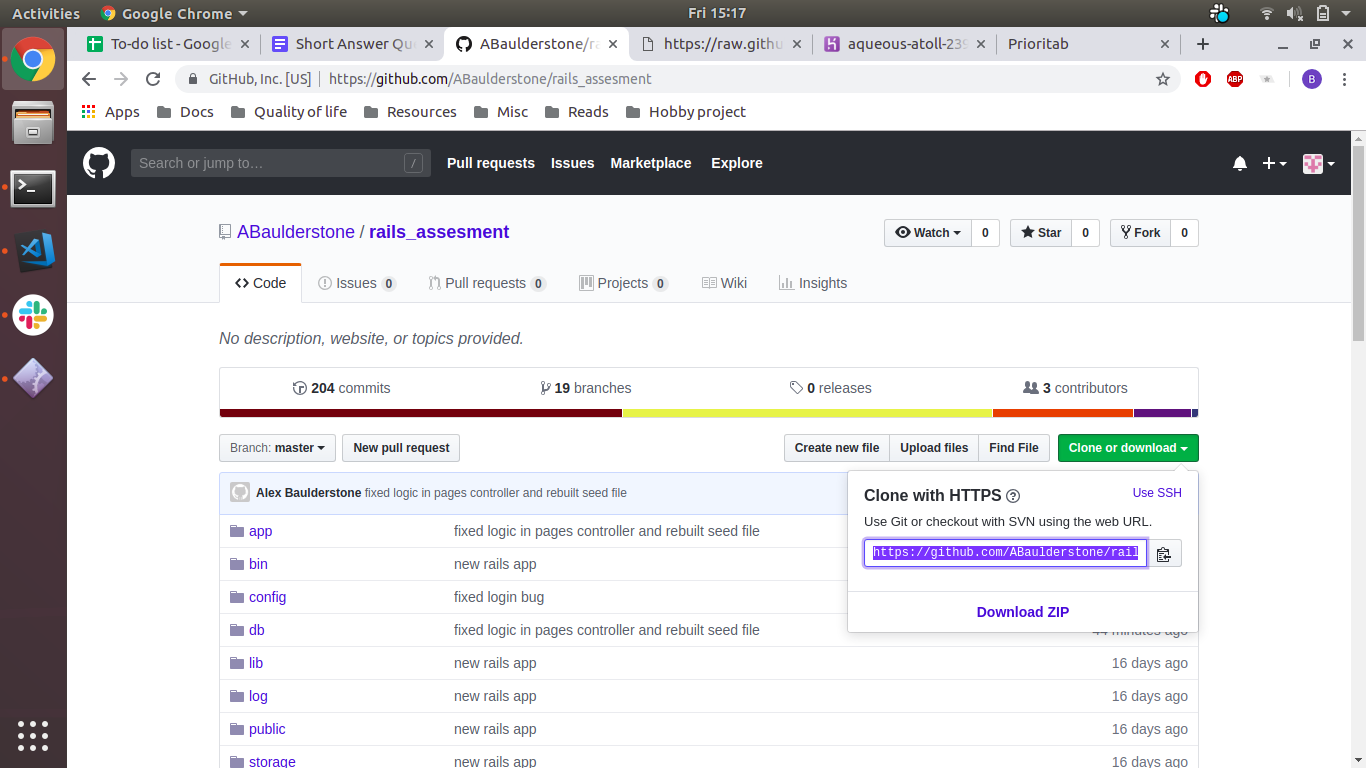 Activities Google Chrome Fri 15:17
To-do list - Google Short Answer Que ABaulderstone/ra https://raw.githu aqueous-atoll-239 Prioritab
GitHub, Inc. [US] https://github.com/ABaulderstone/rails_assesment ABP B
Apps Docs Quality of life Resources Misc Reads Hobby project
Search or jump to… / Pull requests Issues Marketplace Explore
ABaulderstone / rails_assesment Watch 0 Star 0 Fork 0
Code Issues 0 Pull requests 0 Projects 0 Wiki Insights
No description, website, or topics provided.
204 commits 19 branches 0 releases 3 contributors
Branch: master New pull request Create new file Upload files Find File Clone or download
Alex Baulderstone fixed logic in pages controller and rebuilt seed file
Clone with HTTPS Use SSH
Use Git or checkout with SVN using the web URL.
https://github.com/ABaulderstone/rail
Download ZIP
app fixed logic in pages controller and rebuilt seed file
bin new rails app
config fixed login bug
db fixed logic in pages controller and rebuilt seed file 44 minutes ago
lib new rails app 16 days ago
log new rails app 16 days ago
public new rails app 16 days ago
storage new rails app 16 days ago